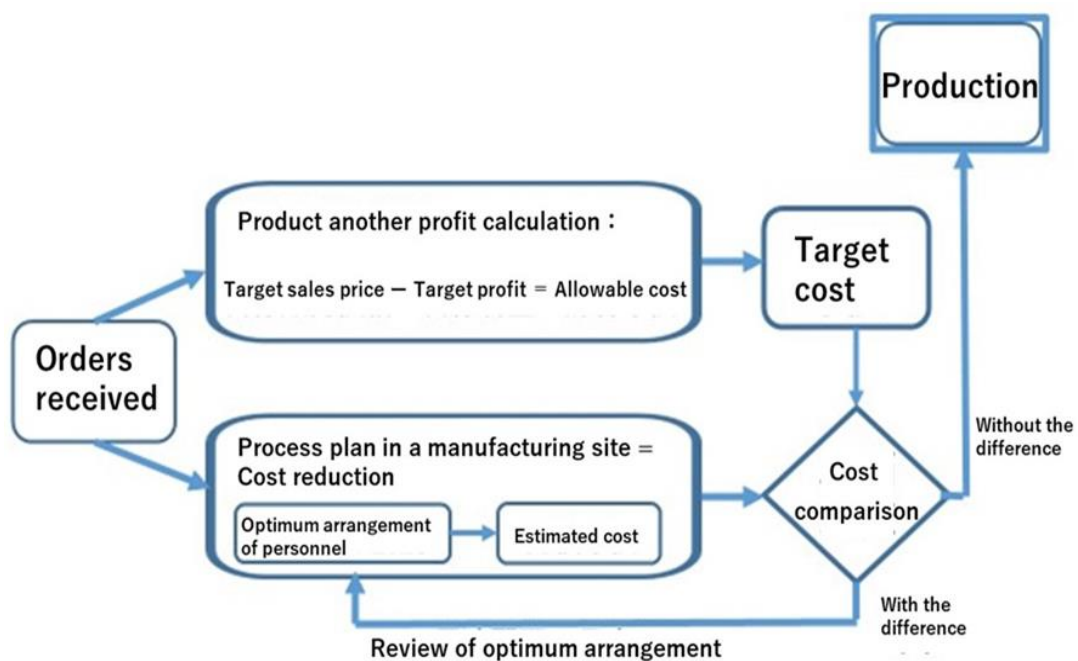 Production
Product another profit calculation：
Target sales price － Target profit ＝ Allowable cost
Target
cost
Orders
received
Process plan in a manufacturing site ＝
Cost reduction
Optimum arrangement
of personnel
Estimated cost
Cost
comparison
Without the
difference
With the
difference
Review of optimum arrangement